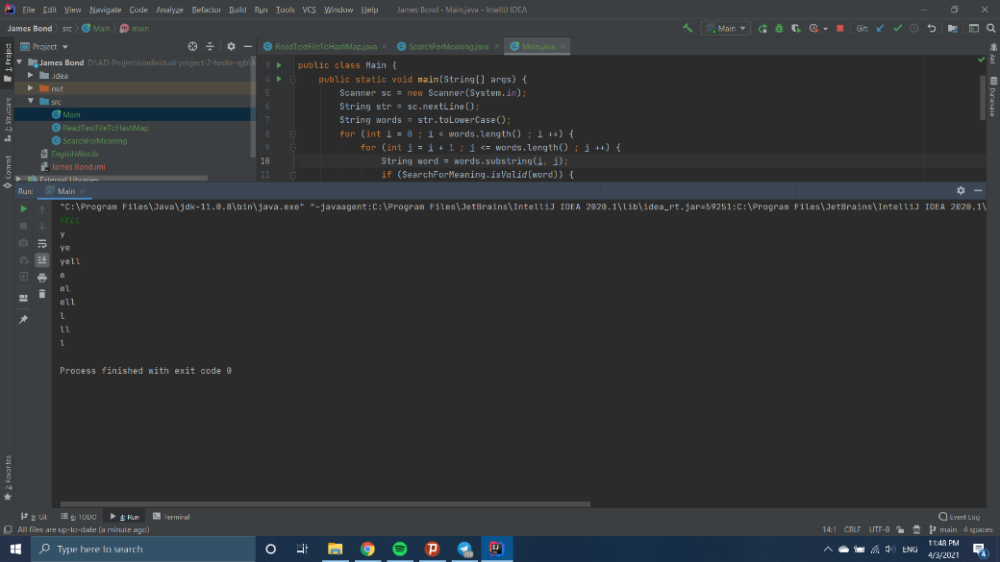 File Edit View Navigate Code Analyze Refactor Build Run Tools VCS Window Help James Bond - Main.java - IntelliJ IDEA
James Bond src Main main Main Git:
Project ReadTextFileToHashMap.java SearchForMeaning.java Main.java
James Bond D:\AD-Projects\individual-project-2-hedie-sgb\
.idea
out
src
Main
ReadTextFileToHashMap
SearchForMeaning
EnglsihWords
James Bond.iml
External Libraries
3 public class Main {
4 public static void main(String[] args) {
5 Scanner sc = new Scanner(System.in);
6 String str = sc.nextLine();
7 String words = str.toLowerCase();
8 for (int i = 0 ; i < words.length() ; i ++) {
9 for (int j = i + 1 ; j <= words.length() ; j ++) {
10 String word = words.substring(i, j);
11 if (SearchForMeaning.isValid(word)) {
1: Project
7: Structure
Commit
2: Favorites
Ant
Database
Run: Main
"C:\Program Files\Java\jdk-11.0.8\bin\java.exe" "-javaagent:C:\Program Files\JetBrains\IntelliJ IDEA 2020.1\lib\idea_rt.jar=59251:C:\Program Files\JetBrains\IntelliJ IDEA 2020.1\
YELL
y
ye
yell
e
el
ell
l
ll
l
Process finished with exit code 0
9: Git 6: TODO 4: Run Terminal Event Log
All files are up-to-date (a minute ago) 14:1 CRLF UTF-8 main 4 spaces
Type here to search ENG 11:48 PM
4/3/2021 4